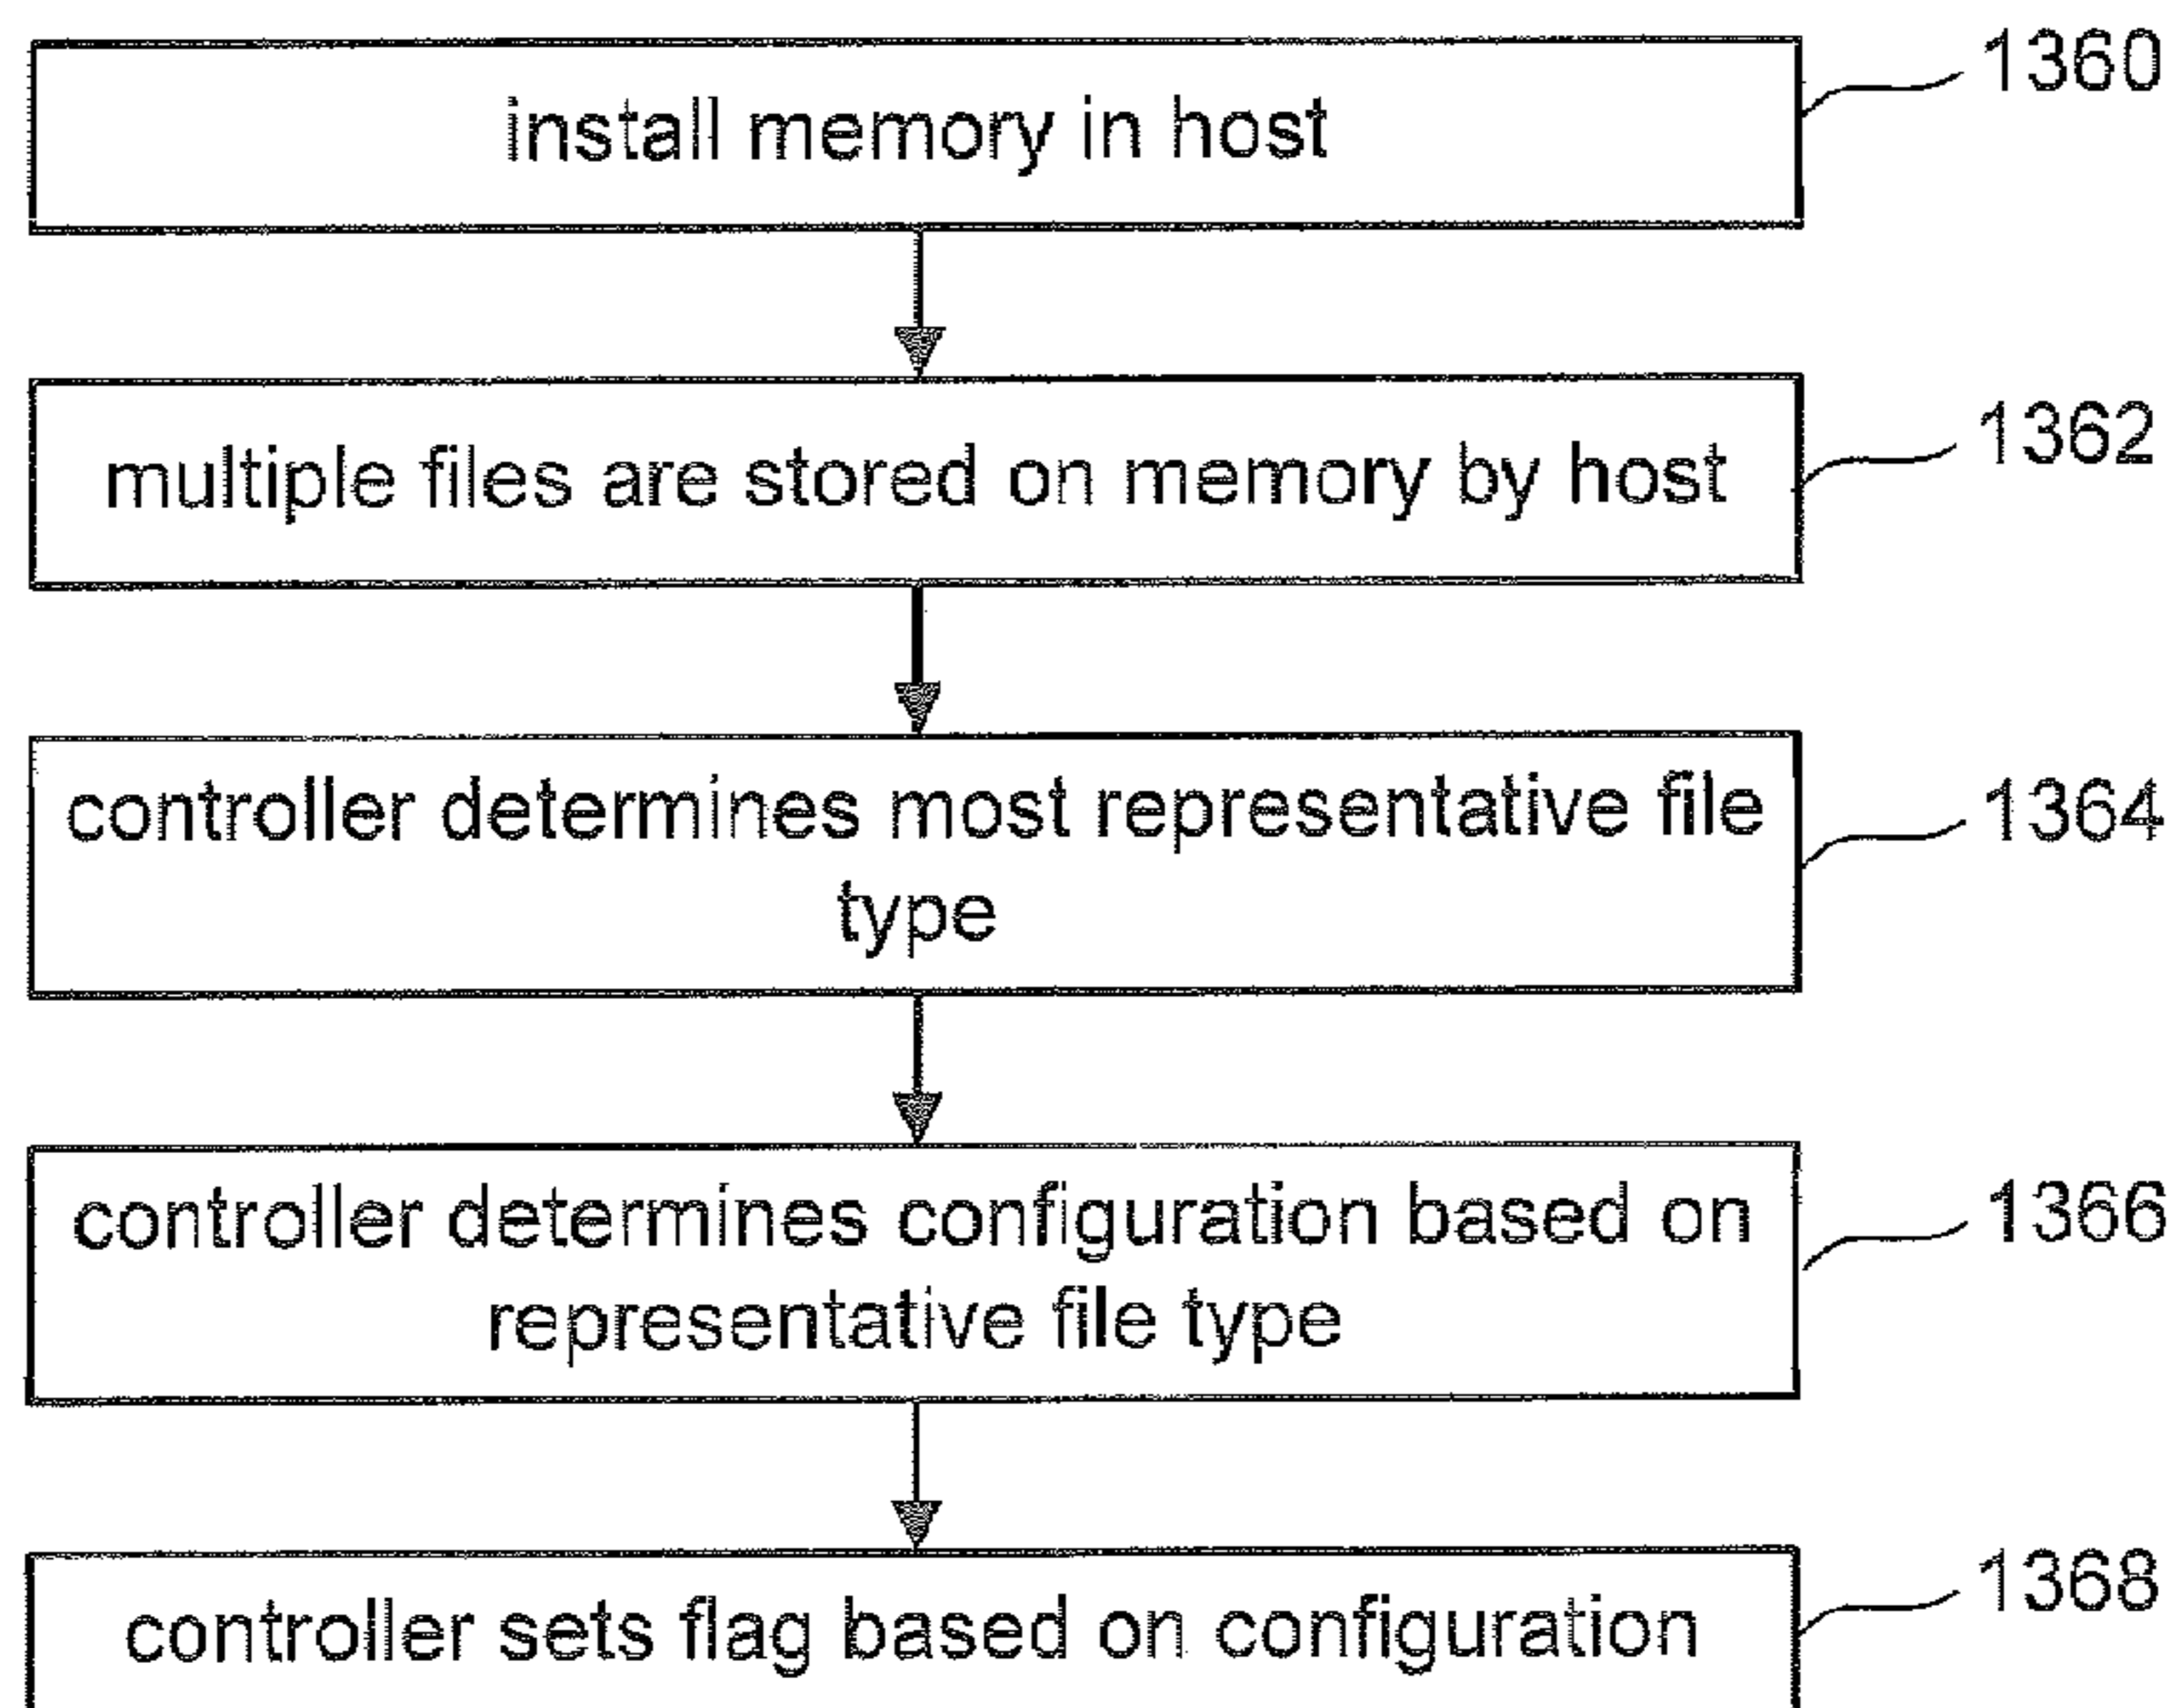 install memory in host
1360
multiple files are stored on memory by host
1362
controller determines most representative file
type
1364
controller determines configuration based on
representative file type
1366
controller sets flag based on configuration
1368